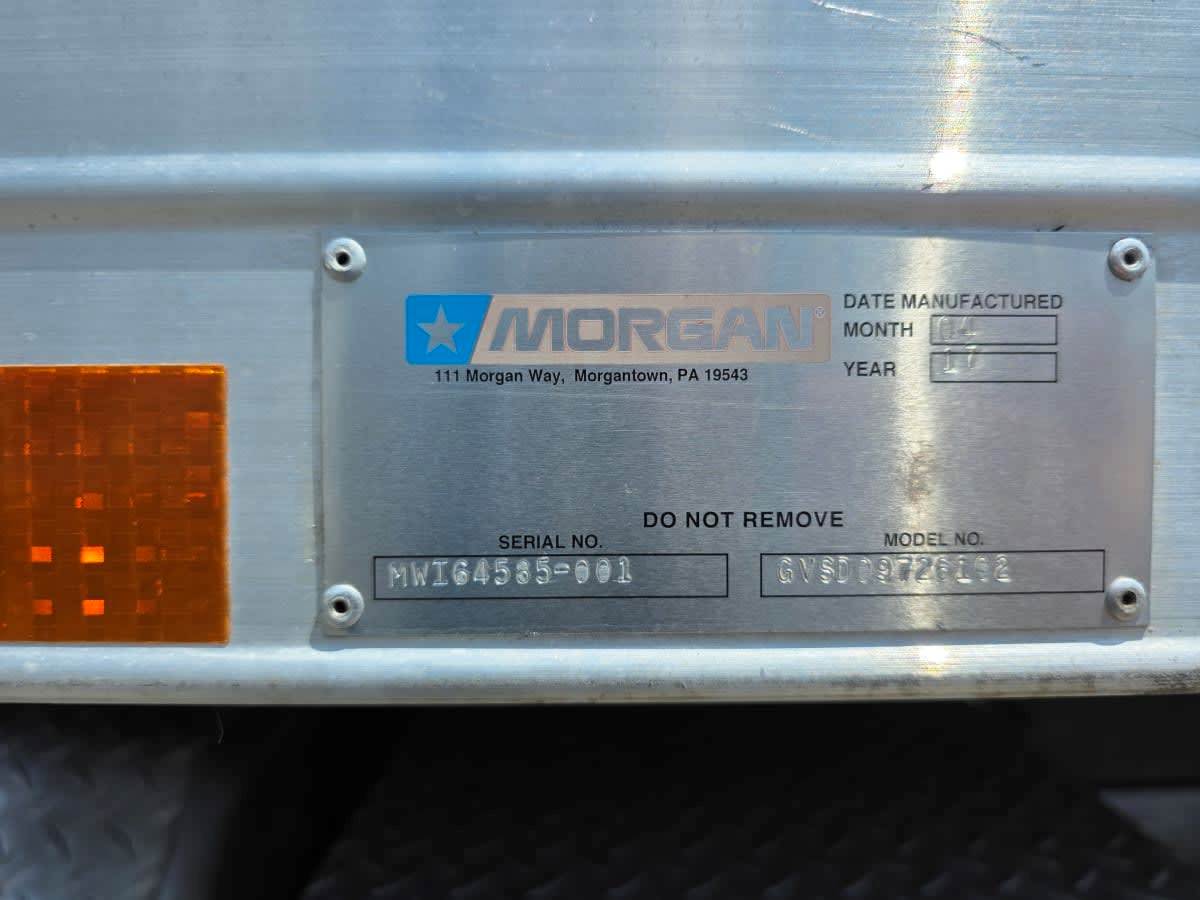 MORGAN®
111 Morgan Way, Morgantown, PA 19543
DATE MANUFACTURED
MONTH 04
YEAR 17
DO NOT REMOVE
SERIAL NO.
MWI64585-001
MODEL NO.